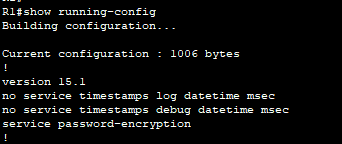 R1#show running-config
Building configuration...
Current configuration : 1006 bytes
!
version 15.1
no service timestamps log datetime msec
no service timestamps debug datetime msec
service password-encryption
!